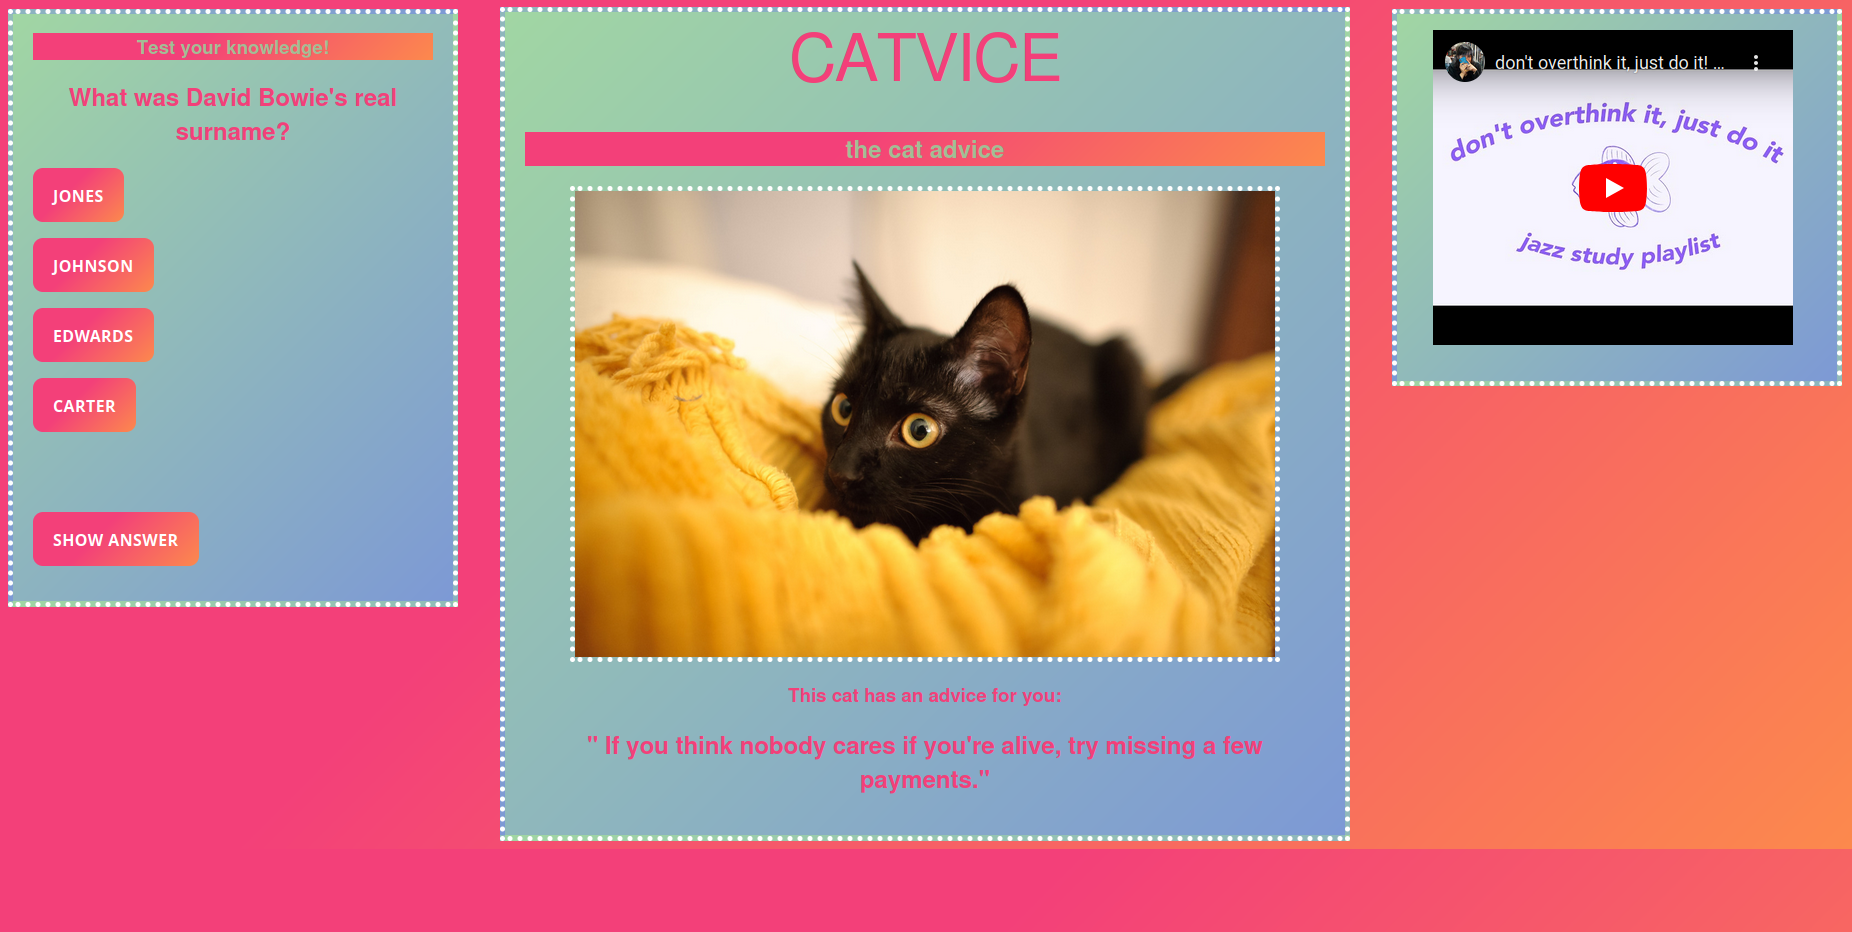 Test your knowledge!
What was David Bowie's real
surname?
JONES
JOHNSON
EDWARDS
CARTER
SHOW ANSWER
CATVICE
the cat advice
This cat has an advice for you:
" If you think nobody cares if you're alive, try missing a few
payments."
don't overthink it, just do it! ...
don't overthink it, just do it
jazz study playlist